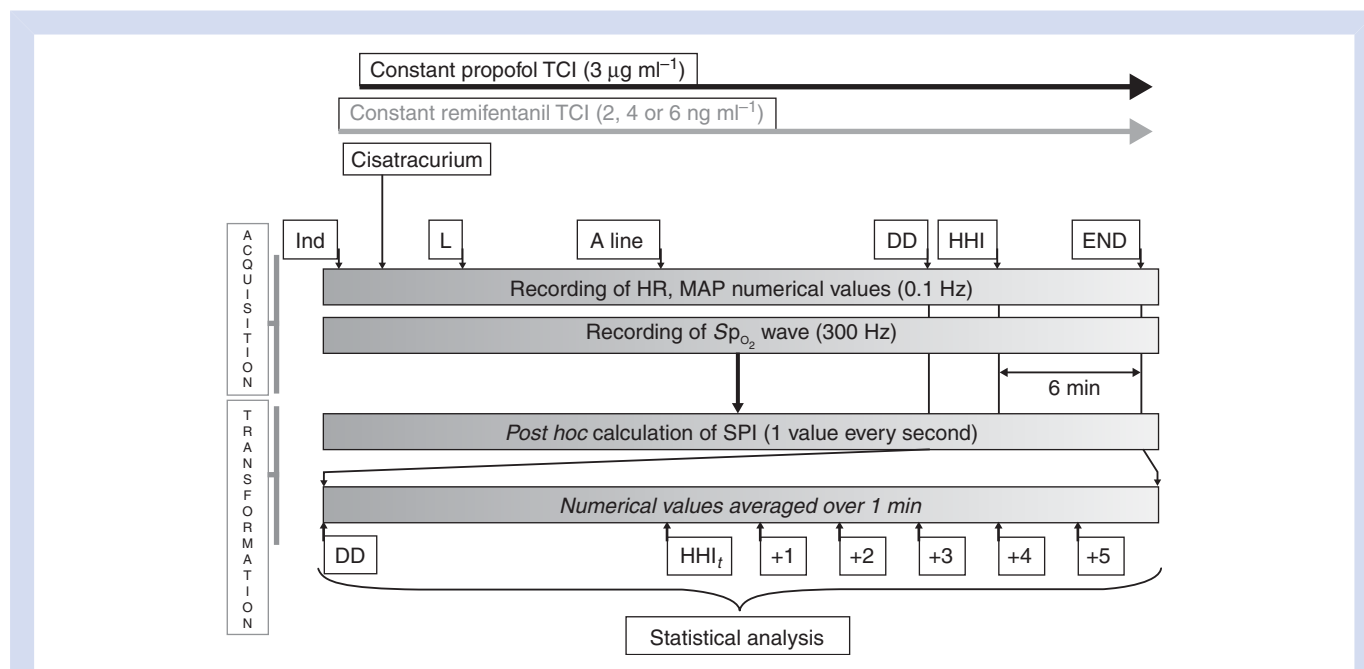 Constant propofol TCI (3 μg ml⁻¹)
Constant remifentanil TCI (2, 4 or 6 ng ml⁻¹)
Cisatracurium
ACQUISITION
Ind
L
A line
DD
HHI
END
Recording of HR, MAP numerical values (0.1 Hz)
Recording of SpO₂ wave (300 Hz)
6 min
TRANSFORMATION
Post hoc calculation of SPI (1 value every second)
Numerical values averaged over 1 min
DD
HHIₜ
+1
+2
+3
+4
+5
Statistical analysis